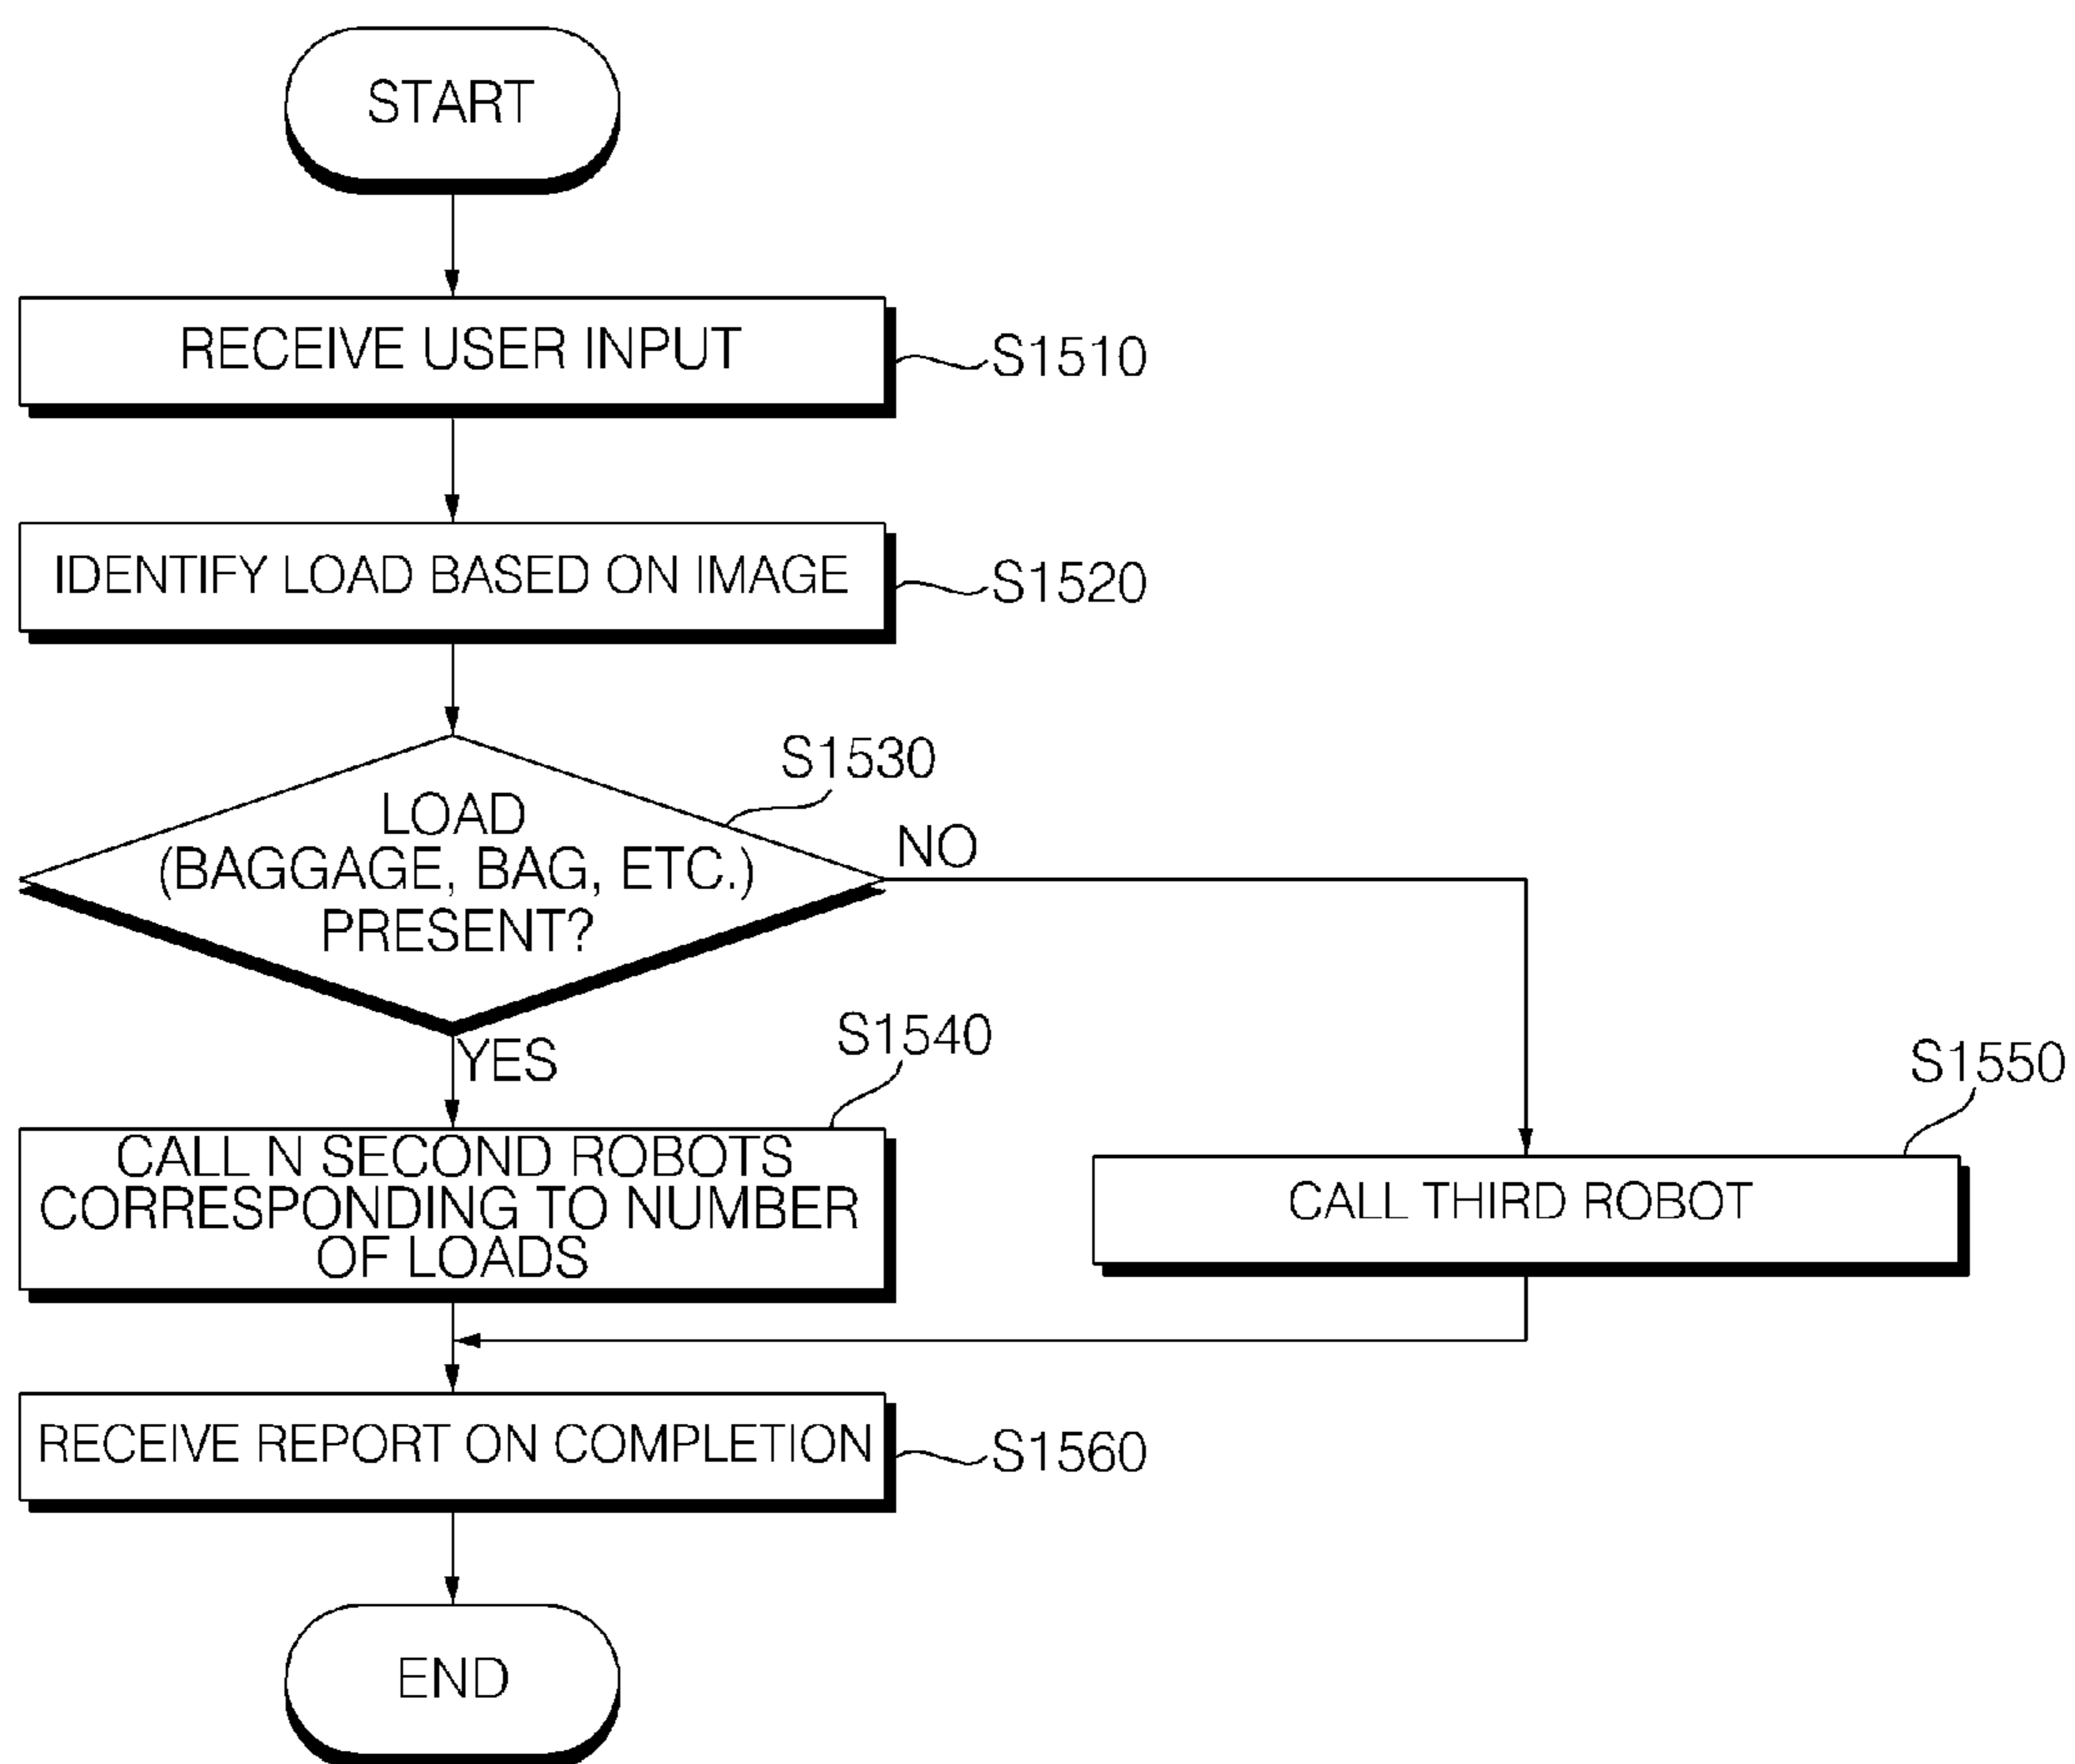 START
RECEIVE USER INPUT
S1510
IDENTIFY LOAD BASED ON IMAGE
S1520
S1530
LOAD
(BAGGAGE, BAG, ETC.)
PRESENT?
NO
YES
S1540
CALL N SECOND ROBOTS
CORRESPONDING TO NUMBER
OF LOADS
S1550
CALL THIRD ROBOT
RECEIVE REPORT ON COMPLETION
S1560
END